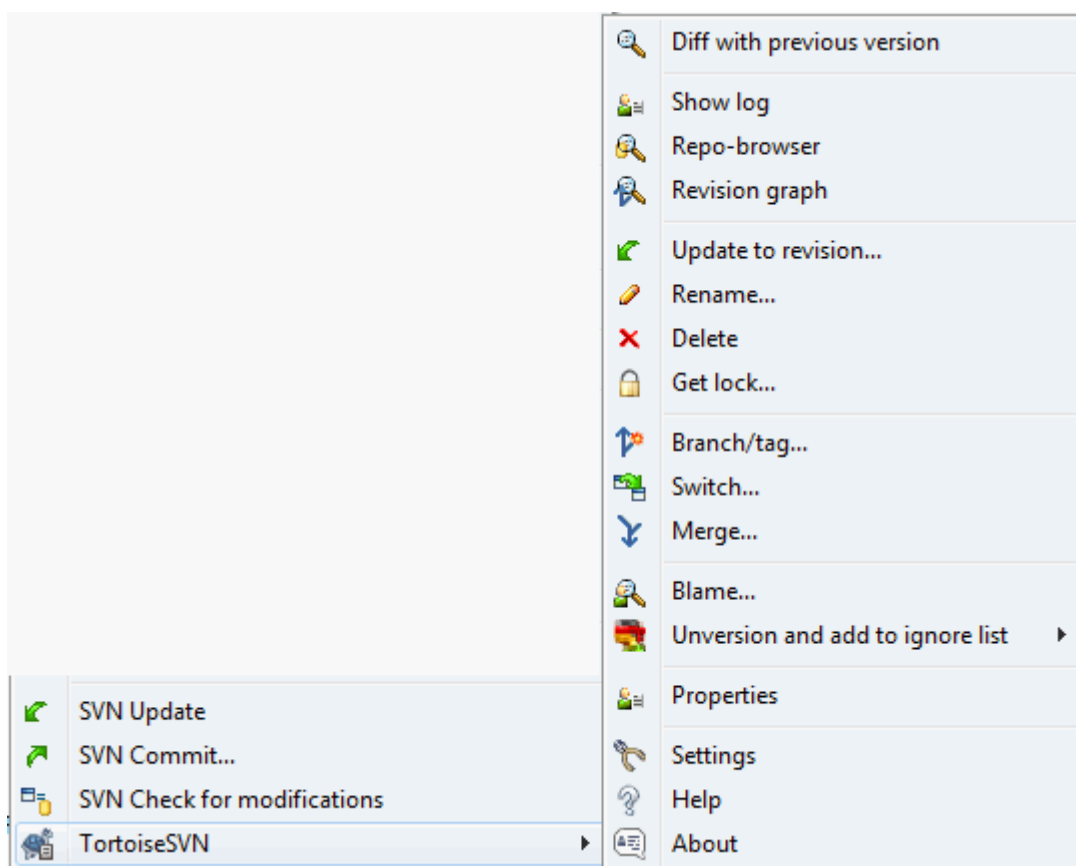 Diff with previous version
Show log
Repo-browser
Revision graph
Update to revision...
Rename...
Delete
Get lock...
Branch/tag...
Switch...
Merge...
Blame...
Unversion and add to ignore list
Properties
Settings
Help
About
SVN Update
SVN Commit...
SVN Check for modifications
TortoiseSVN